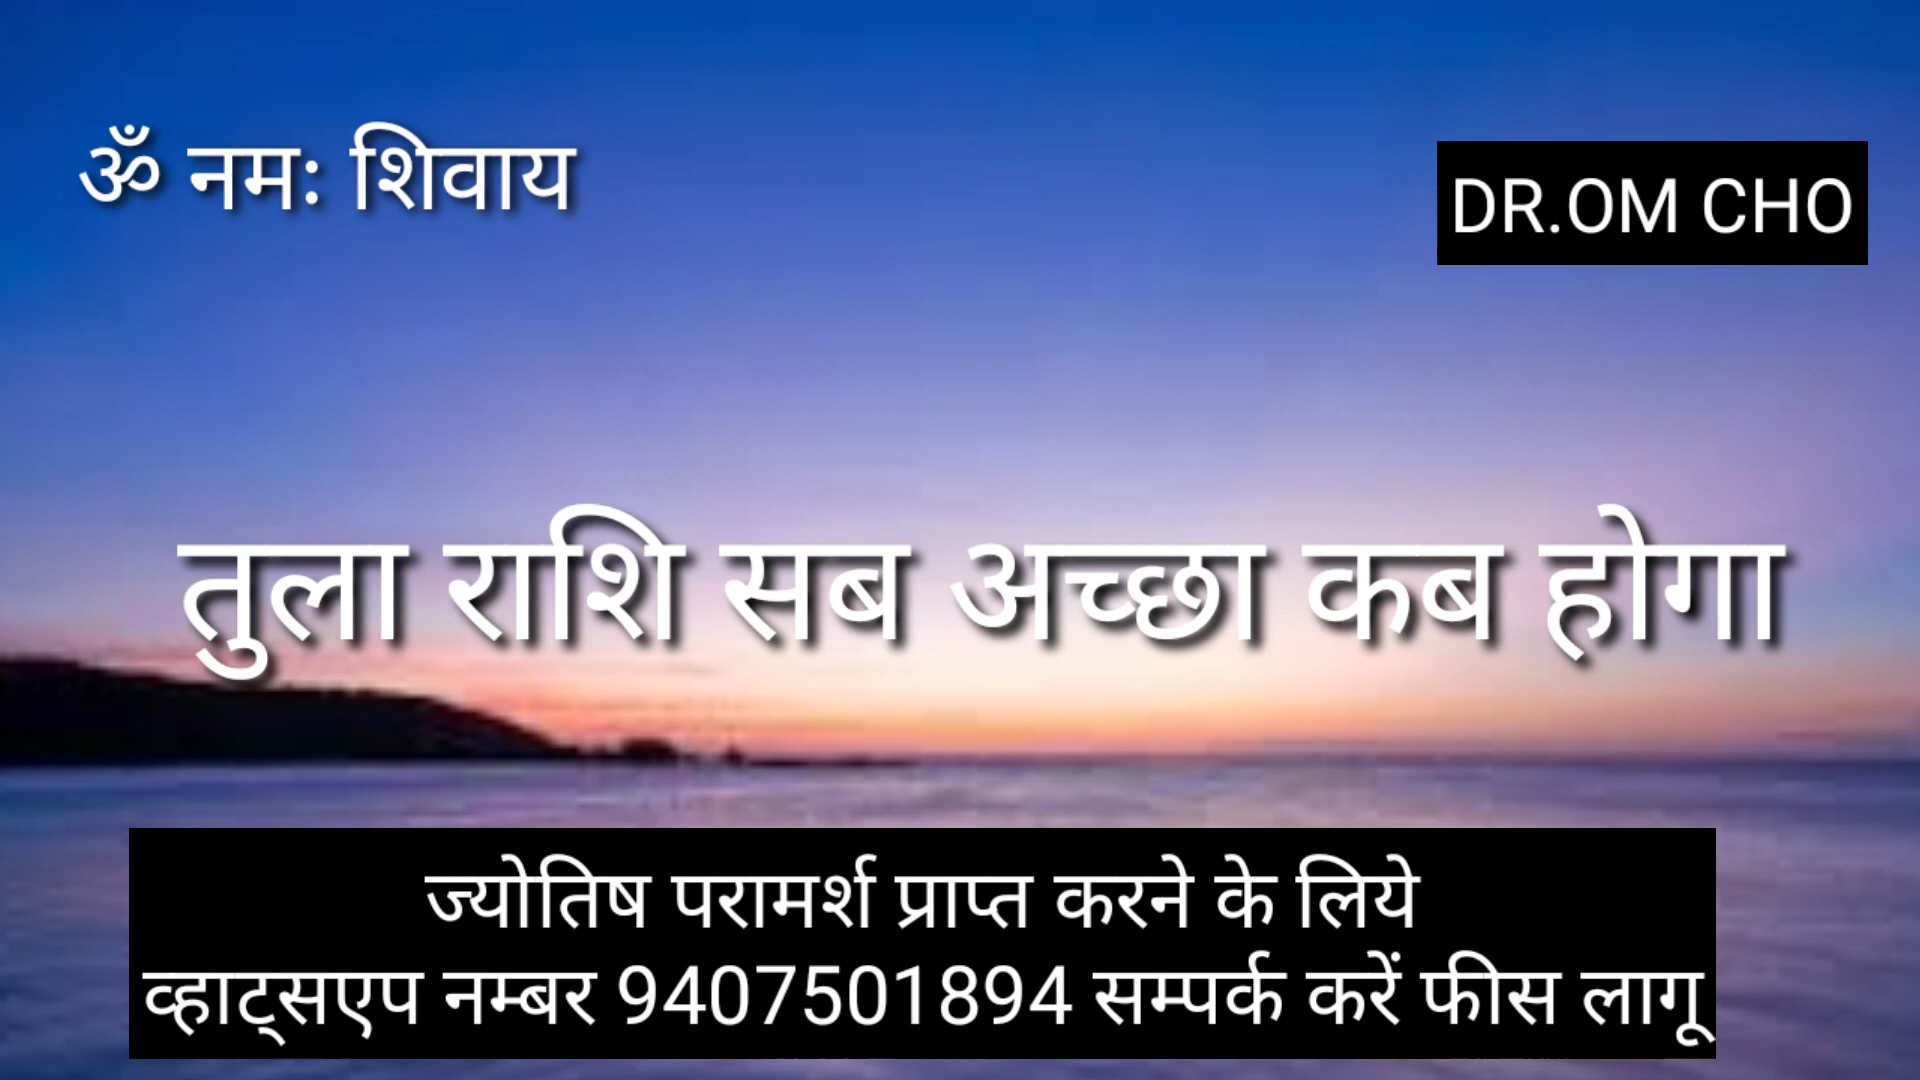 ॐ नमः शिवाय
DR.OM CHO
तुला राशि सब अच्छा कब होगा
ज्योतिष परामर्श प्राप्त करने के लिये
व्हाट्सएप नम्बर 9407501894 सम्पर्क करें फीस लागू